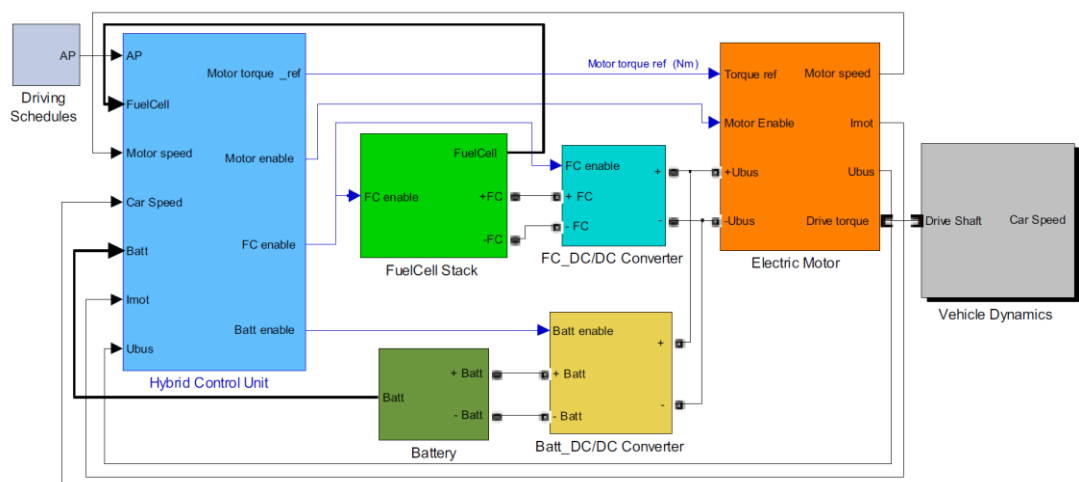 AP
Driving
Schedules
AP
FuelCell
Motor speed
Car Speed
Batt
Imot
Ubus
Motor torque _ref
Motor enable
FC enable
Batt enable
Hybrid Control Unit
FuelCell
FC enable
+FC
-FC
FuelCell Stack
FC enable
+ FC
- FC
+
-
FC_DC/DC Converter
Motor torque ref (Nm)
Torque ref
Motor Enable
+Ubus
-Ubus
Motor speed
Imot
Ubus
Drive torque
Electric Motor
Drive Shaft
Car Speed
Vehicle Dynamics
Batt
+ Batt
- Batt
Battery
Batt enable
+ Batt
- Batt
+
-
Batt_DC/DC Converter